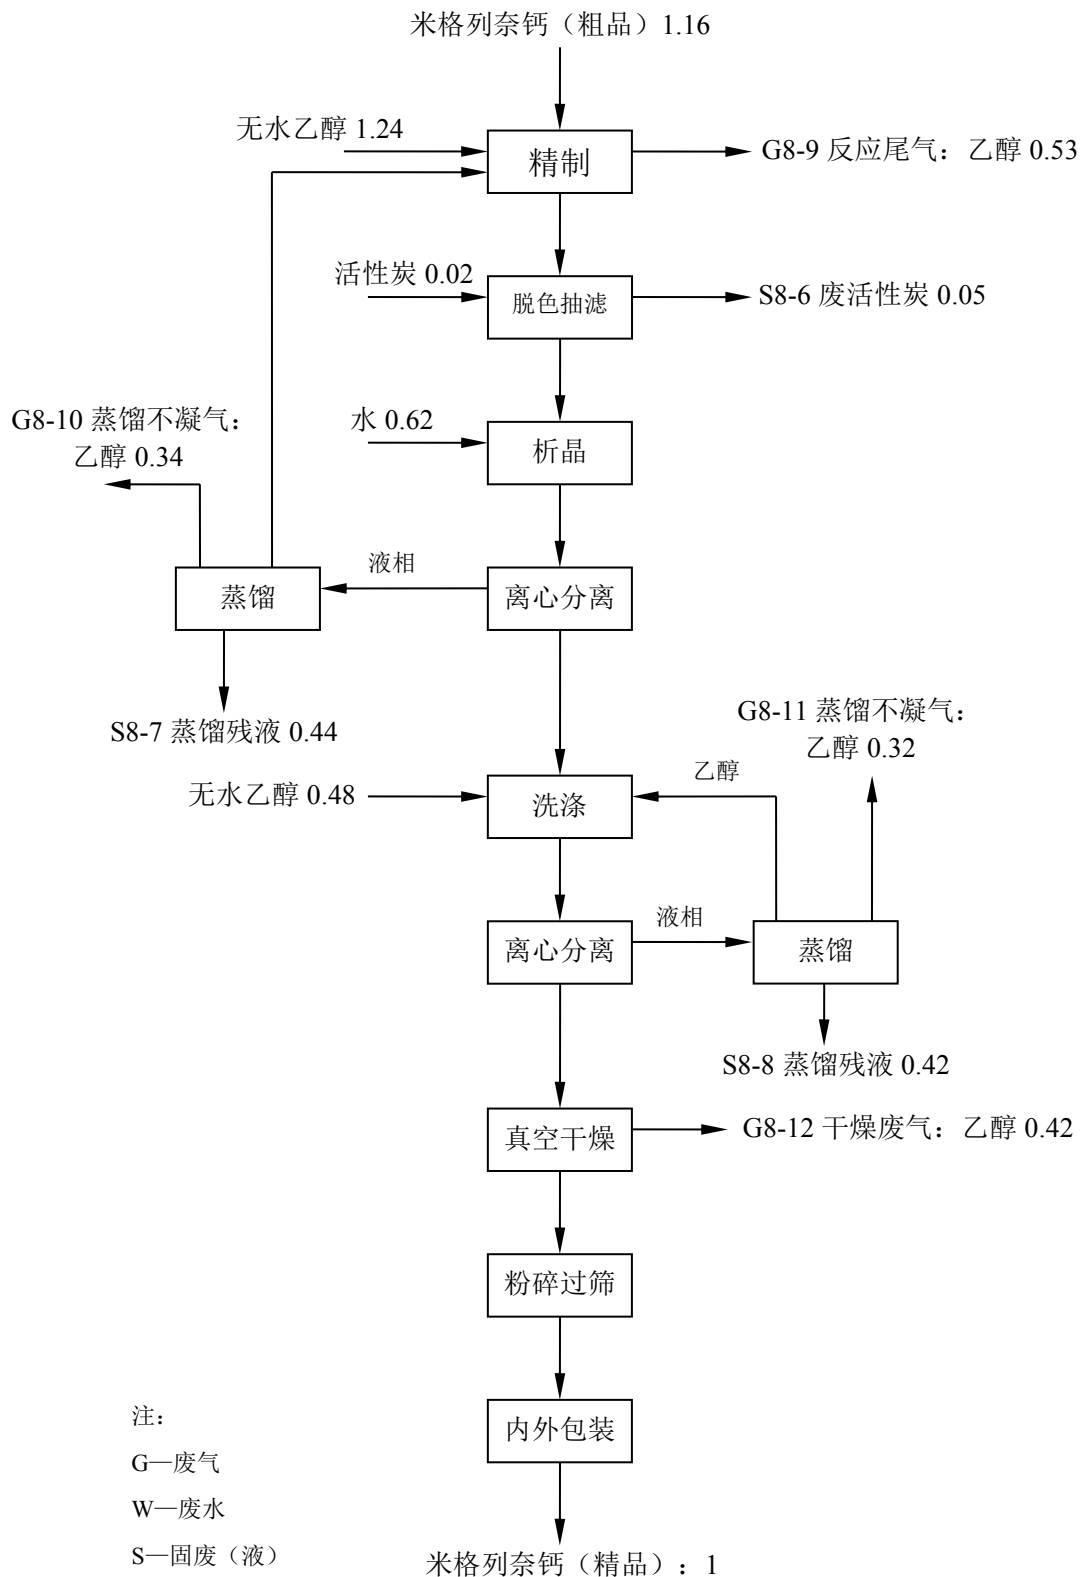 米格列奈钙（粗品）1.16
无水乙醇 1.24
精制
G8-9 反应尾气：乙醇 0.53
活性炭 0.02
脱色抽滤
S8-6 废活性炭 0.05
G8-10 蒸馏不凝气：
乙醇 0.34
水 0.62
析晶
液相
蒸馏
离心分离
S8-7 蒸馏残液 0.44
G8-11 蒸馏不凝气：
乙醇 0.32
无水乙醇 0.48
洗涤
乙醇
离心分离
液相
蒸馏
S8-8 蒸馏残液 0.42
真空干燥
G8-12 干燥废气：乙醇 0.42
粉碎过筛
内外包装
注：
G—废气
W—废水
S—固废（液）
米格列奈钙（精品）：1